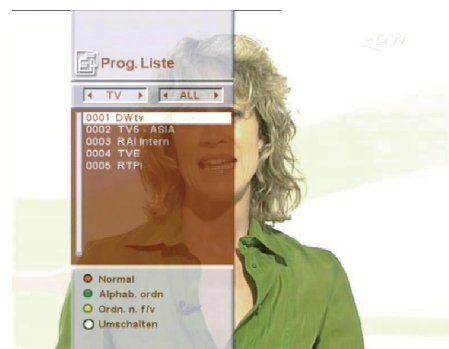 DW
Prog. Liste
TV ALL
0001 DWtv
0002 TV5 - ASIA
0003 RAI Intern
0004 TVE
0005 RTPi
Normal
Alphab. ordn
Ordn. n. f/v
Umschalten